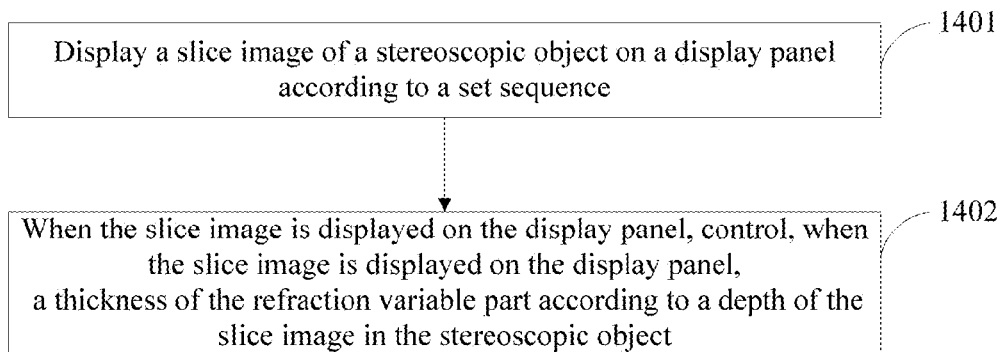 1401
Display a slice image of a stereoscopic object on a display panel
according to a set sequence
1402
When the slice image is displayed on the display panel, control, when
the slice image is displayed on the display panel,
a thickness of the refraction variable part according to a depth of the
slice image in the stereoscopic object